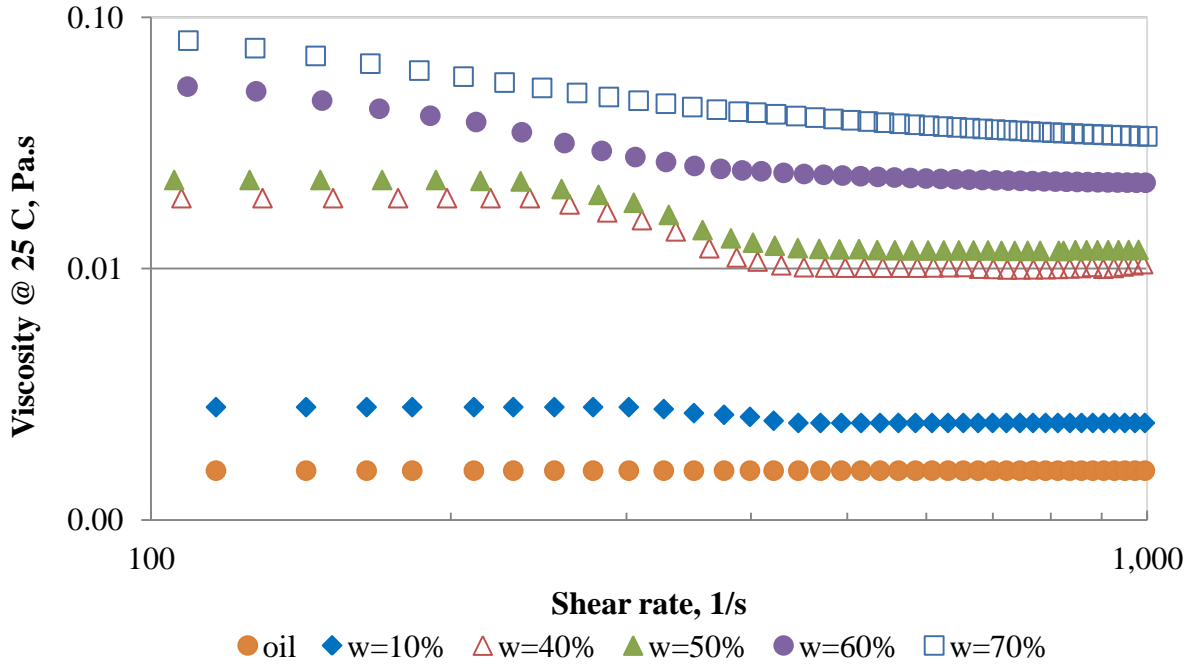 Viscosity @ 25 C, Pa.s
0.10
0.01
0.00
100
1,000
Shear rate, 1/s
oil w=10% w=40% w=50% w=60% w=70%